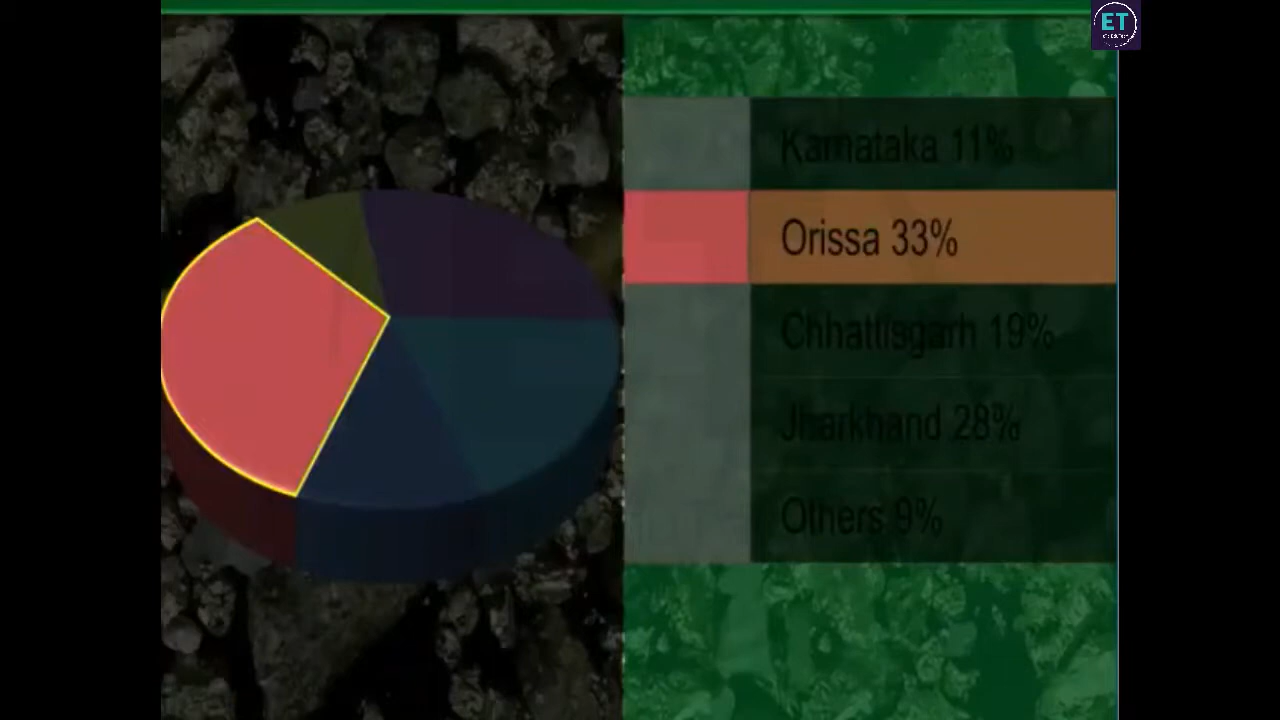 ET
Karnataka 11%
Orissa 33%
Chhattisgarh 19%
Jharkhand 28%
Others 9%